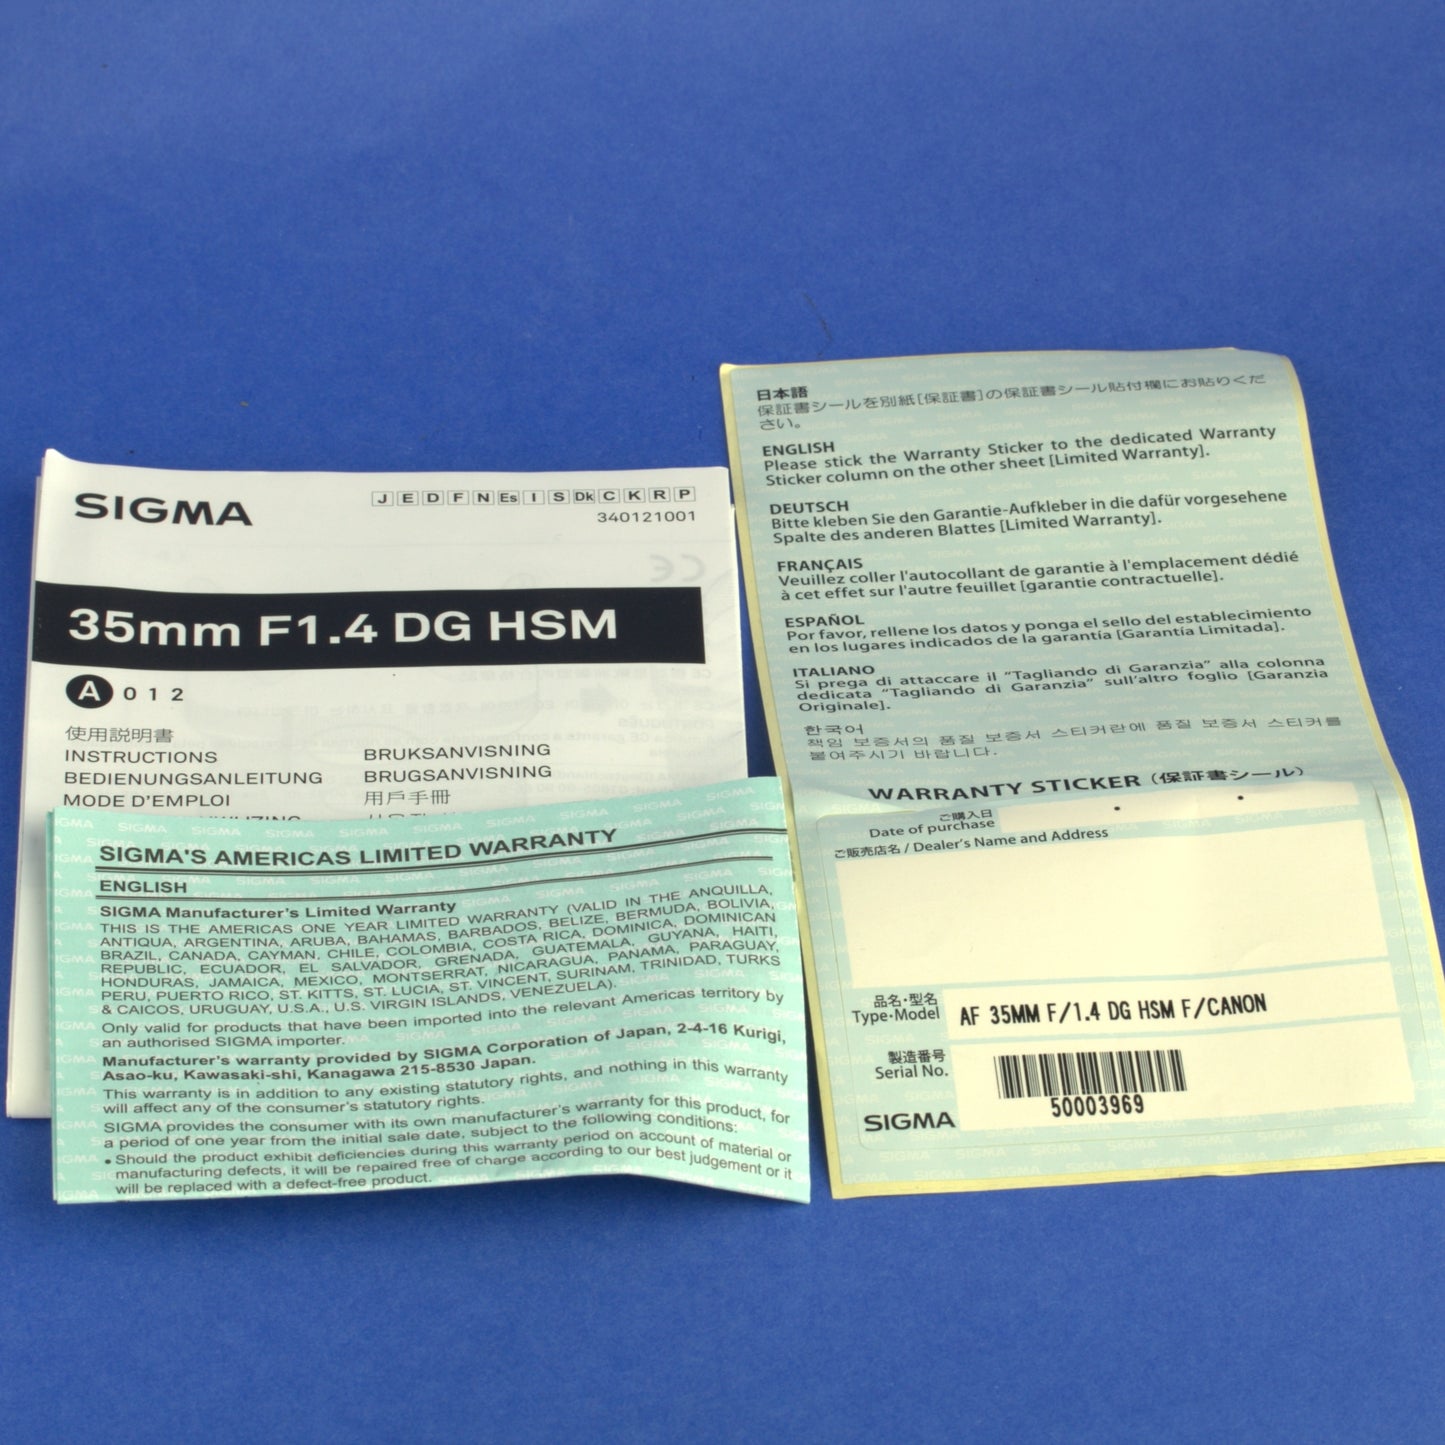 SIGMA
J E D F N Es I S Dk C K R P
340121001
35mm F1.4 DG HSM
A 012
使用説明書
INSTRUCTIONS
BEDIENUNGSANLEITUNG
MODE D'EMPLOI
BRUKSANVISNING
BRUGSANVISNING
用戶手冊
SIGMA'S AMERICAS LIMITED WARRANTY
ENGLISH
SIGMA Manufacturer's Limited Warranty
THIS IS THE AMERICAS ONE YEAR LIMITED WARRANTY (VALID IN THE ANQUILLA,
ANTIQUA, ARGENTINA, ARUBA, BAHAMAS, BARBADOS, BELIZE, BERMUDA, BOLIVIA,
BRAZIL, CANADA, CAYMAN, CHILE, COLOMBIA, COSTA RICA, DOMINICA, DOMINICAN
REPUBLIC, ECUADOR, EL SALVADOR, GRENADA, GUATEMALA, GUYANA, HAITI,
HONDURAS, JAMAICA, MEXICO, MONTSERRAT, NICARAGUA, PANAMA, PARAGUAY,
PERU, PUERTO RICO, ST. KITTS, ST. LUCIA, ST. VINCENT, SURINAM, TRINIDAD, TURKS
& CAICOS, URUGUAY, U.S.A., U.S. VIRGIN ISLANDS, VENEZUELA).
Only valid for products that have been imported into the relevant Americas territory by
an authorised SIGMA importer.
Manufacturer's warranty provided by SIGMA Corporation of Japan, 2-4-16 Kurigi,
Asao-ku, Kawasaki-shi, Kanagawa 215-8530 Japan.
This warranty is in addition to any existing statutory rights, and nothing in this warranty
will affect any of the consumer's statutory rights.
SIGMA provides the consumer with its own manufacturer's warranty for this product, for
a period of one year from the initial sale date, subject to the following conditions:
• Should the product exhibit deficiencies during this warranty period on account of material or
manufacturing defects, it will be repaired free of charge according to our best judgement or it
will be replaced with a defect-free product.
日本語
保証書シールを別紙[保証書]の保証書シール貼付欄にお貼りくだ
さい。
ENGLISH
Please stick the Warranty Sticker to the dedicated Warranty
Sticker column on the other sheet [Limited Warranty].
DEUTSCH
Bitte kleben Sie den Garantie-Aufkleber in die dafür vorgesehene
Spalte des anderen Blattes [Limited Warranty].
FRANÇAIS
Veuillez coller l'autocollant de garantie à l'emplacement dédié
à cet effet sur l'autre feuillet [garantie contractuelle].
ESPAÑOL
Por favor, rellene los datos y ponga el sello del establecimiento
en los lugares indicados de la garantía [Garantía Limitada].
ITALIANO
Si prega di attaccare il "Tagliando di Garanzia" alla colonna
dedicata "Tagliando di Garanzia" sull'altro foglio [Garanzia
Originale].
한국어
책임 보증서의 품질 보증서 스티커란에 품질 보증서 스티커를
붙여주시기 바랍니다.
WARRANTY STICKER (保証書シール)
ご購入日
Date of purchase
ご販売店名 / Dealer's Name and Address
品名・型名
Type・Model
AF 35MM F/1.4 DG HSM F/CANON
製造番号
Serial No.
50003969
SIGMA